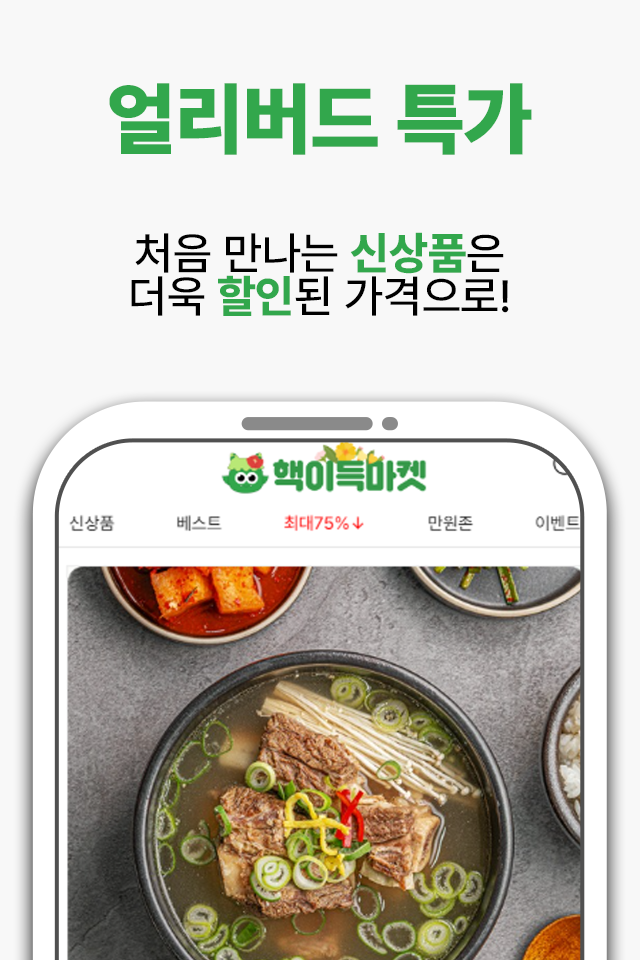 얼리버드 특가
처음 만나는 신상품은
더욱 할인된 가격으로!
핵이득마켓
신상품 베스트 최대75%↓ 만원존 이벤트